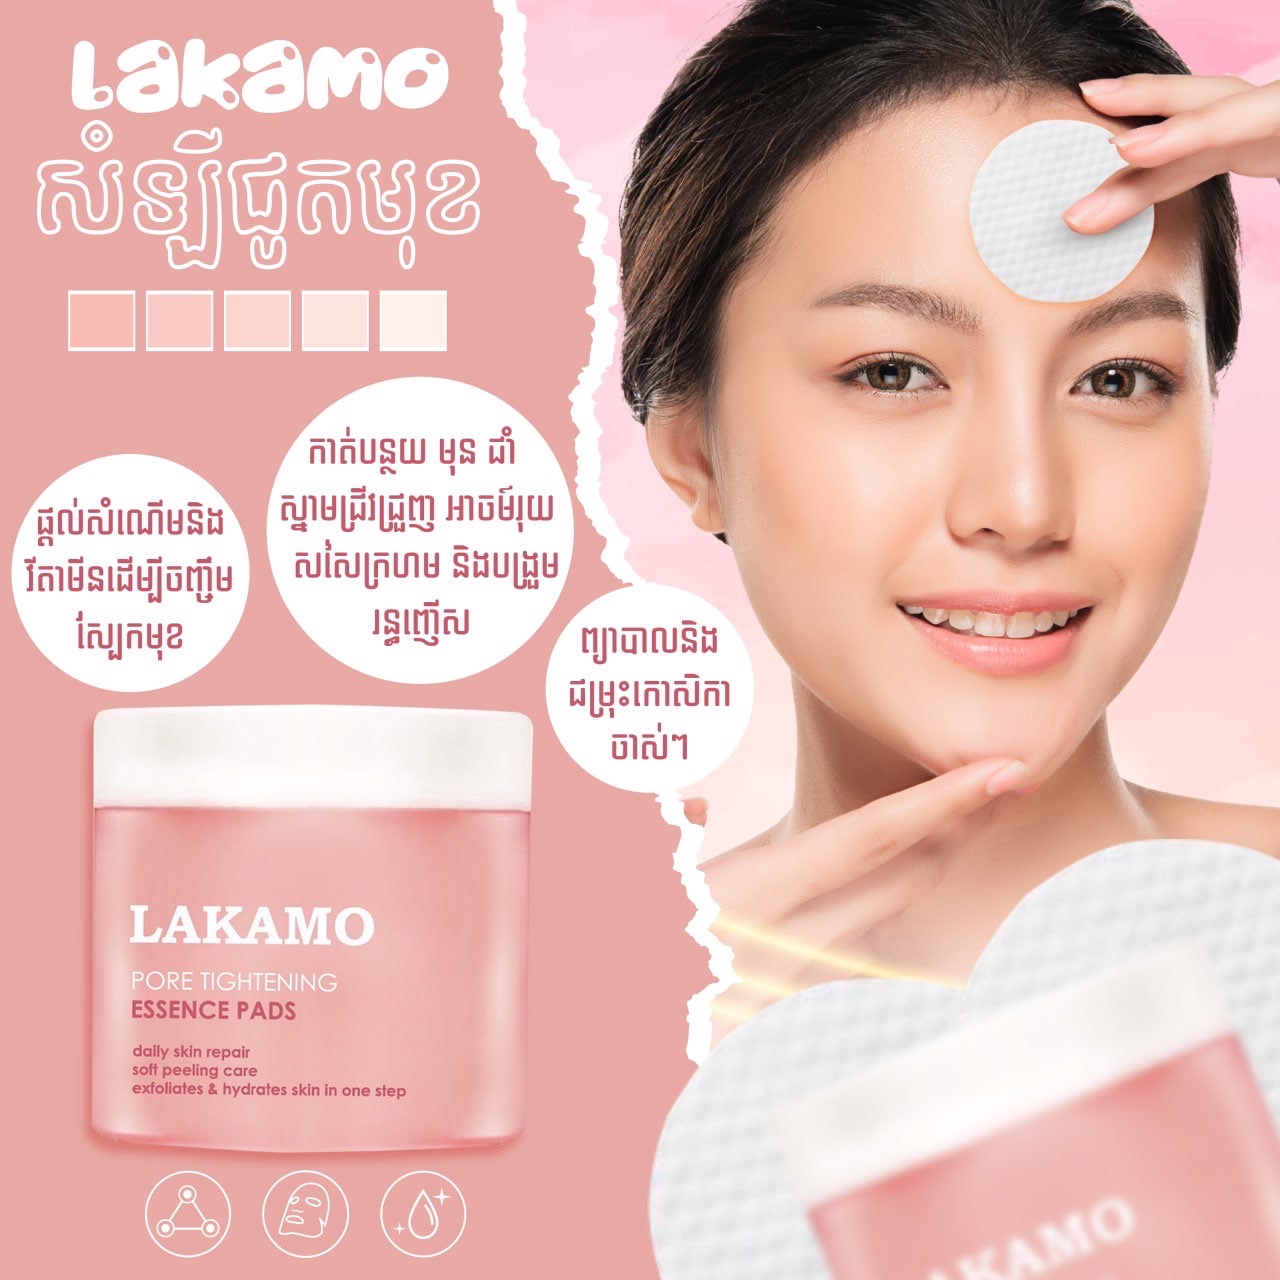 Lakamo
សំឡីជូតមុខ
កាត់បន្ថយ មុន ជាំ
ស្នាមជ្រីវជ្រួញ អាចម៍រុយ
សសៃក្រហម និងបង្រួម
រន្ធញើស
ផ្តល់សំណើមនិង
វីតាមីនដើម្បីចញ្ចឹម
ស្បែកមុខ
ព្យាបាលនិង
ជម្រុះកោសិកា
ចាស់ៗ
LAKAMO
PORE TIGHTENING
ESSENCE PADS
daily skin repair
soft peeling care
exfoliates & hydrates skin in one step
LAKAMO